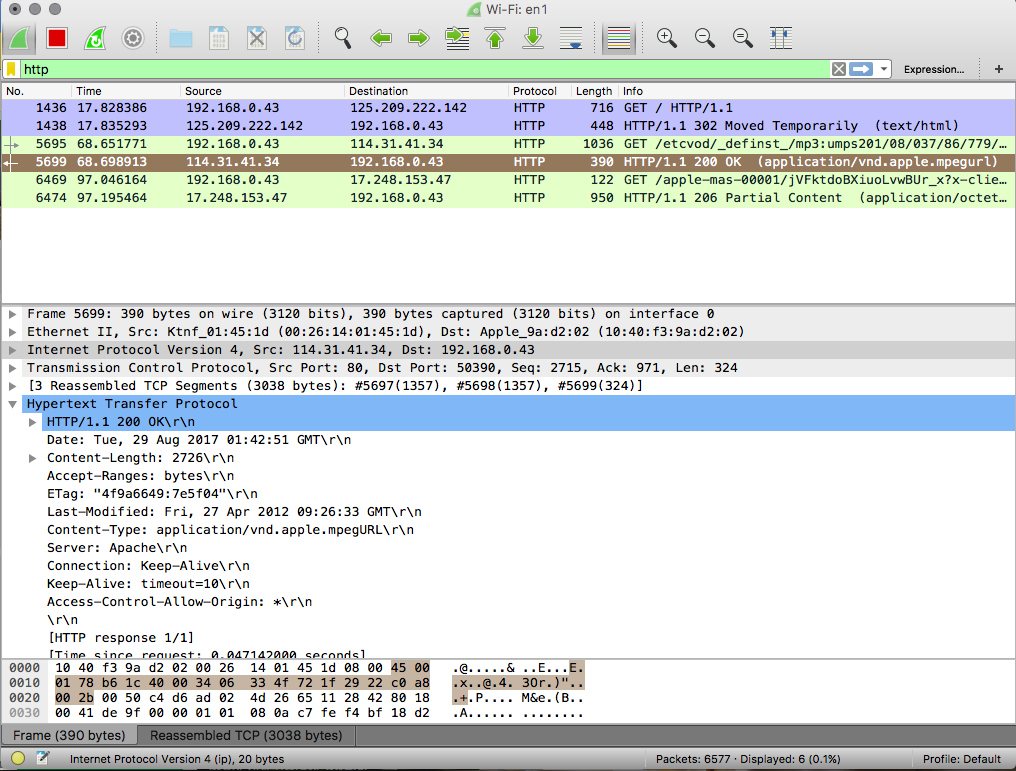 Wi-Fi: en1
http
Expression... +
No. Time Source Destination Protocol Length Info
1436 17.828386 192.168.0.43 125.209.222.142 HTTP 716 GET / HTTP/1.1
1438 17.835293 125.209.222.142 192.168.0.43 HTTP 448 HTTP/1.1 302 Moved Temporarily (text/html)
5695 68.651771 192.168.0.43 114.31.41.34 HTTP 1036 GET /etcvod/_definst_/mp3:umps201/08/037/86/779/...
5699 68.698913 114.31.41.34 192.168.0.43 HTTP 390 HTTP/1.1 200 OK (application/vnd.apple.mpegurl)
6469 97.046164 192.168.0.43 17.248.153.47 HTTP 122 GET /apple-mas-00001/jVFktdoBXiuoLvwBUr_x?x-clie...
6474 97.195464 17.248.153.47 192.168.0.43 HTTP 950 HTTP/1.1 206 Partial Content (application/octet...
Frame 5699: 390 bytes on wire (3120 bits), 390 bytes captured (3120 bits) on interface 0
Ethernet II, Src: Ktnf_01:45:1d (00:26:14:01:45:1d), Dst: Apple_9a:d2:02 (10:40:f3:9a:d2:02)
Internet Protocol Version 4, Src: 114.31.41.34, Dst: 192.168.0.43
Transmission Control Protocol, Src Port: 80, Dst Port: 50390, Seq: 2715, Ack: 971, Len: 324
[3 Reassembled TCP Segments (3038 bytes): #5697(1357), #5698(1357), #5699(324)]
Hypertext Transfer Protocol
HTTP/1.1 200 OK\r\n
Date: Tue, 29 Aug 2017 01:42:51 GMT\r\n
Content-Length: 2726\r\n
Accept-Ranges: bytes\r\n
ETag: "4f9a6649:7e5f04"\r\n
Last-Modified: Fri, 27 Apr 2012 09:26:33 GMT\r\n
Content-Type: application/vnd.apple.mpegURL\r\n
Server: Apache\r\n
Connection: Keep-Alive\r\n
Keep-Alive: timeout=10\r\n
Access-Control-Allow-Origin: *\r\n
\r\n
[HTTP response 1/1]
[Time since request: 0.047142000 seconds]
0000 10 40 f3 9a d2 02 00 26 14 01 45 1d 08 00 45 00 .@.....& ..E...E.
0010 01 78 b6 1c 40 00 34 06 33 4f 72 1f 29 22 c0 a8 .x..@.4. 3Or.)"..
0020 00 2b 00 50 c4 d6 ad 02 4d 26 65 11 28 42 80 18 .+.P.... M&e.(B..
0030 00 41 de 9f 00 00 01 01 08 0a c7 fe f4 bf 18 d2 .A...... ........
Frame (390 bytes) Reassembled TCP (3038 bytes)
Internet Protocol Version 4 (ip), 20 bytes Packets: 6577 · Displayed: 6 (0.1%) Profile: Default